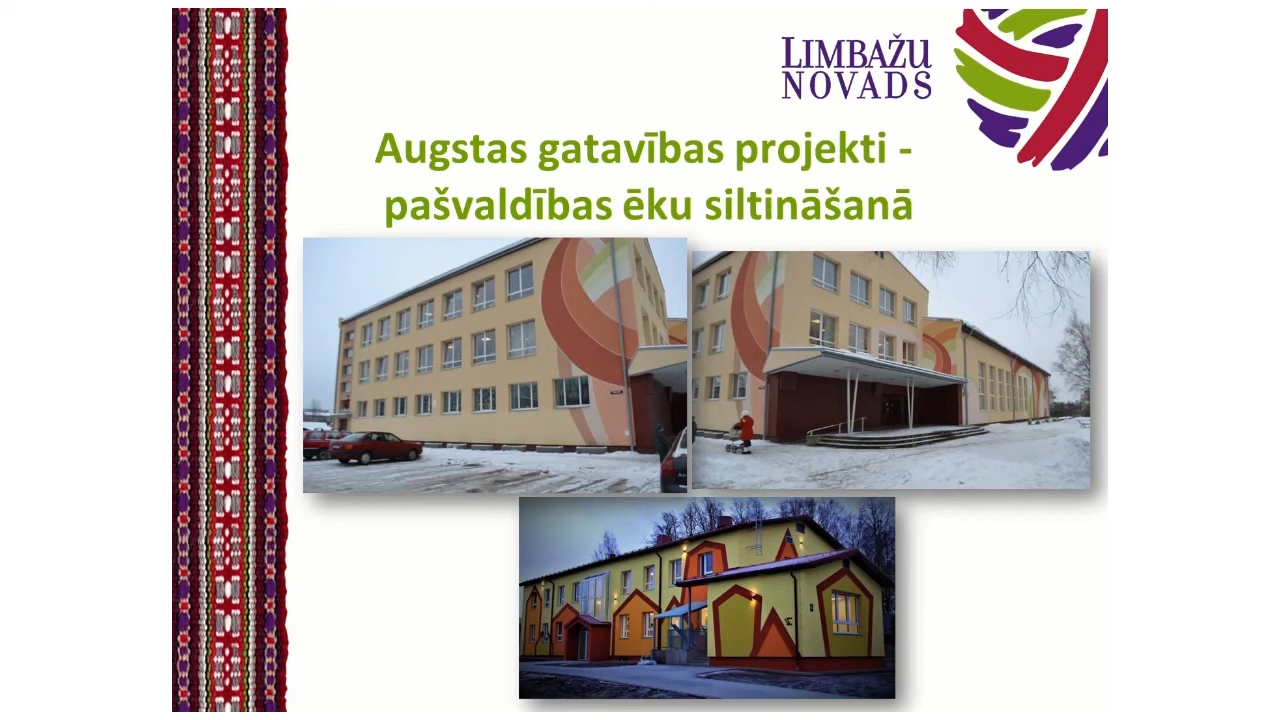 LIMBAŽU
NOVADS
Augstas gatavības projekti -
pašvaldības ēku siltināšanā